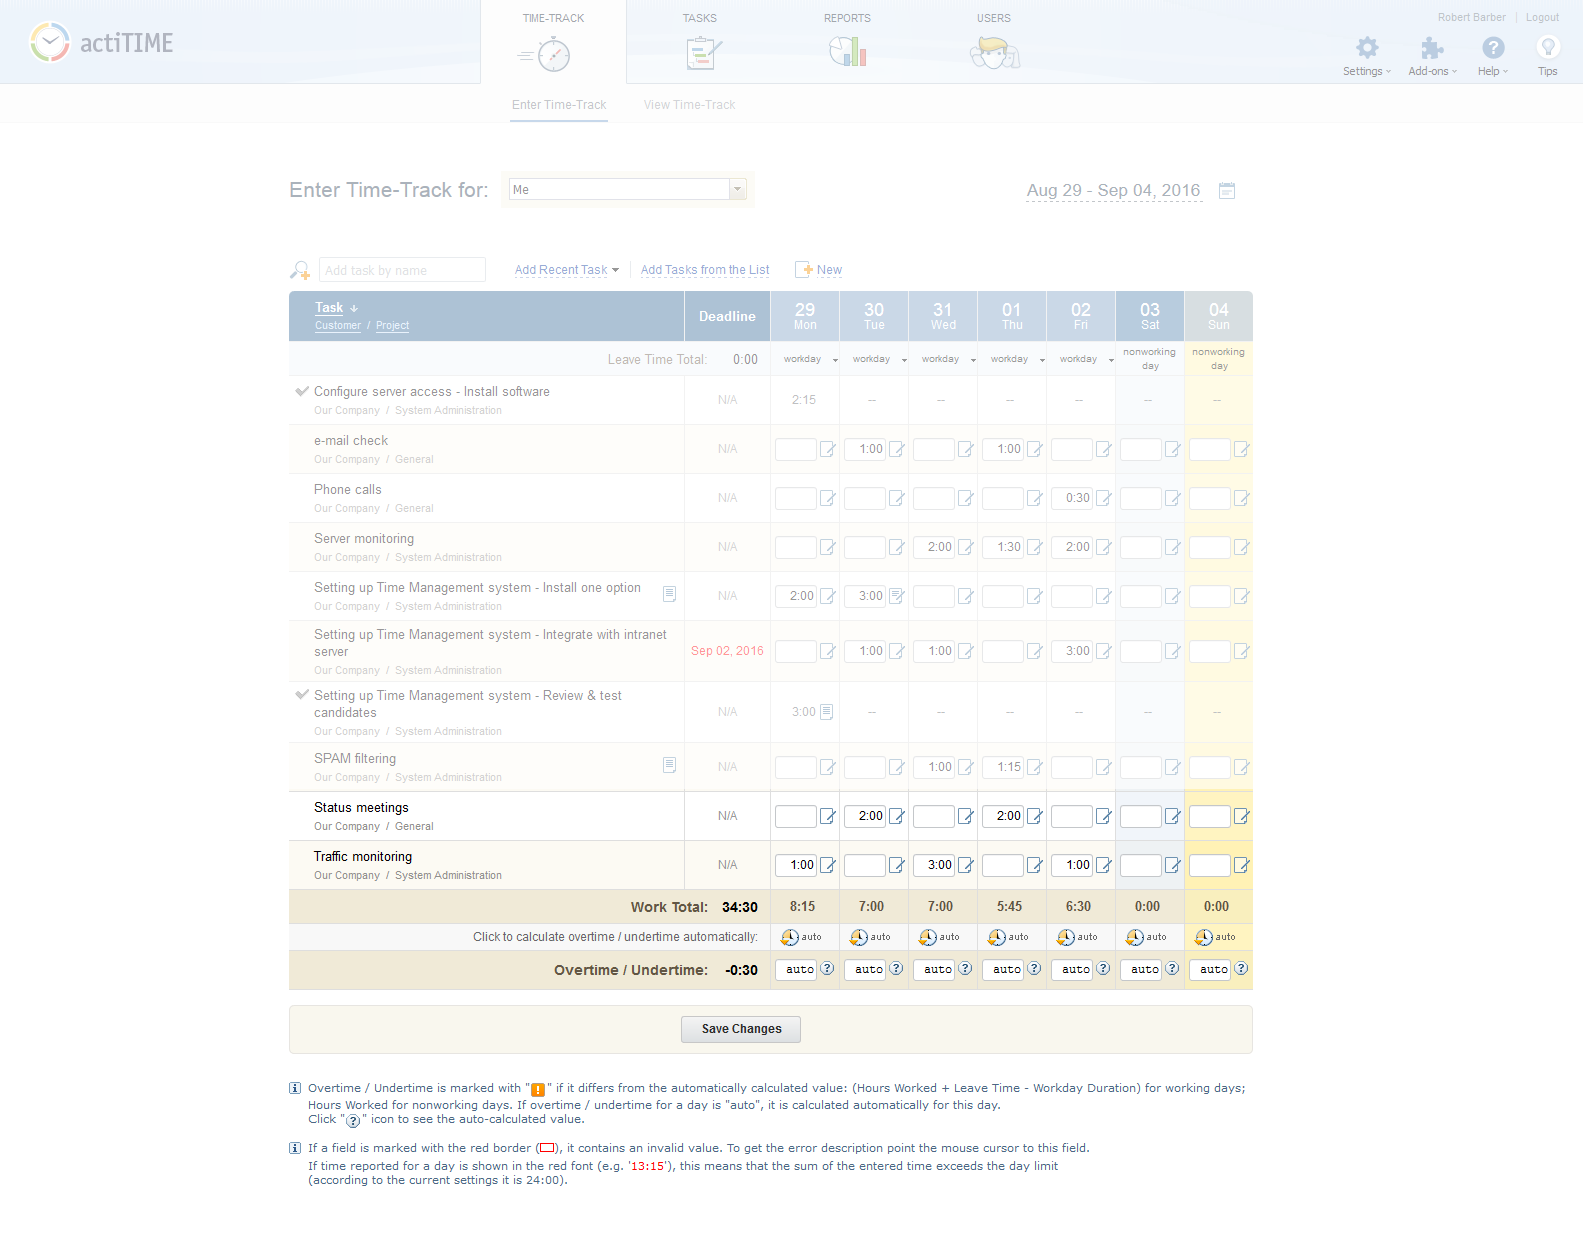 actiTIME
TIME-TRACK TASKS REPORTS USERS
Robert Barber Logout
Settings Add-ons Help Tips
Enter Time-Track View Time-Track
Enter Time-Track for: Me Aug 29 - Sep 04, 2016
Add task by name Add Recent Task Add Tasks from the List New
Task Deadline 29 30 31 01 02 03 04
Customer / Project Mon Tue Wed Thu Fri Sat Sun
Leave Time Total: 0:00 workday workday workday workday workday nonworking day nonworking day
Configure server access - Install software N/A 2:15 -- -- -- -- -- --
Our Company / System Administration
e-mail check N/A 1:00 1:00
Our Company / General
Phone calls N/A 0:30
Our Company / General
Server monitoring N/A 2:00 1:30 2:00
Our Company / System Administration
Setting up Time Management system - Install one option N/A 2:00 3:00
Our Company / System Administration
Setting up Time Management system - Integrate with intranet
server Sep 02, 2016 1:00 1:00 3:00
Our Company / System Administration
Setting up Time Management system - Review & test
candidates N/A 3:00 -- -- -- -- -- --
Our Company / System Administration
SPAM filtering N/A 1:00 1:15
Our Company / System Administration
Status meetings N/A 2:00 2:00
Our Company / General
Traffic monitoring N/A 1:00 3:00 1:00
Our Company / System Administration
Work Total: 34:30 8:15 7:00 7:00 5:45 6:30 0:00 0:00
Click to calculate overtime / undertime automatically: auto auto auto auto auto auto auto
Overtime / Undertime: -0:30 auto auto auto auto auto auto auto
Save Changes
Overtime / Undertime is marked with "!" if it differs from the automatically calculated value: (Hours Worked + Leave Time - Workday Duration) for working days;
Hours Worked for nonworking days. If overtime / undertime for a day is "auto", it is calculated automatically for this day.
Click "?" icon to see the auto-calculated value.
If a field is marked with the red border ( ), it contains an invalid value. To get the error description point the mouse cursor to this field.
If time reported for a day is shown in the red font (e.g. '13:15'), this means that the sum of the entered time exceeds the day limit
(according to the current settings it is 24:00).